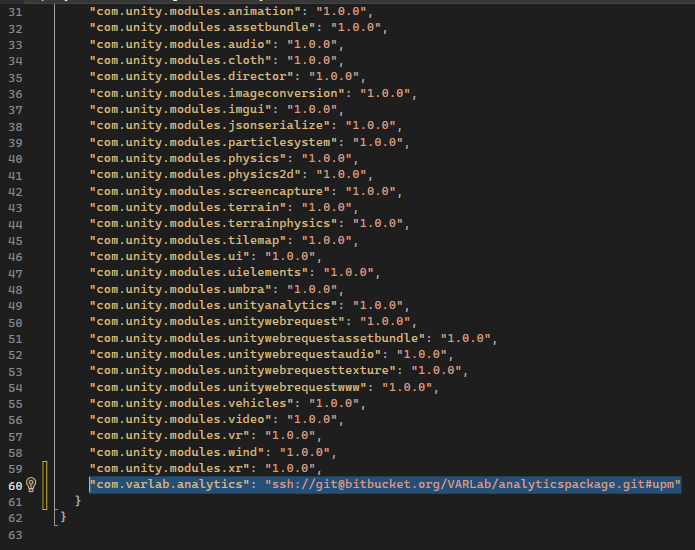 31 "com.unity.modules.animation": "1.0.0",
32 "com.unity.modules.assetbundle": "1.0.0",
33 "com.unity.modules.audio": "1.0.0",
34 "com.unity.modules.cloth": "1.0.0",
35 "com.unity.modules.director": "1.0.0",
36 "com.unity.modules.imageconversion": "1.0.0",
37 "com.unity.modules.imgui": "1.0.0",
38 "com.unity.modules.jsonserialize": "1.0.0",
39 "com.unity.modules.particlesystem": "1.0.0",
40 "com.unity.modules.physics": "1.0.0",
41 "com.unity.modules.physics2d": "1.0.0",
42 "com.unity.modules.screencapture": "1.0.0",
43 "com.unity.modules.terrain": "1.0.0",
44 "com.unity.modules.terrainphysics": "1.0.0",
45 "com.unity.modules.tilemap": "1.0.0",
46 "com.unity.modules.ui": "1.0.0",
47 "com.unity.modules.uielements": "1.0.0",
48 "com.unity.modules.umbra": "1.0.0",
49 "com.unity.modules.unityanalytics": "1.0.0",
50 "com.unity.modules.unitywebrequest": "1.0.0",
51 "com.unity.modules.unitywebrequestassetbundle": "1.0.0",
52 "com.unity.modules.unitywebrequestaudio": "1.0.0",
53 "com.unity.modules.unitywebrequesttexture": "1.0.0",
54 "com.unity.modules.unitywebrequestwww": "1.0.0",
55 "com.unity.modules.vehicles": "1.0.0",
56 "com.unity.modules.video": "1.0.0",
57 "com.unity.modules.vr": "1.0.0",
58 "com.unity.modules.wind": "1.0.0",
59 "com.unity.modules.xr": "1.0.0",
60 "com.varlab.analytics": "ssh://git@bitbucket.org/VARLab/analyticspackage.git#upm"
61 }
62 }
63